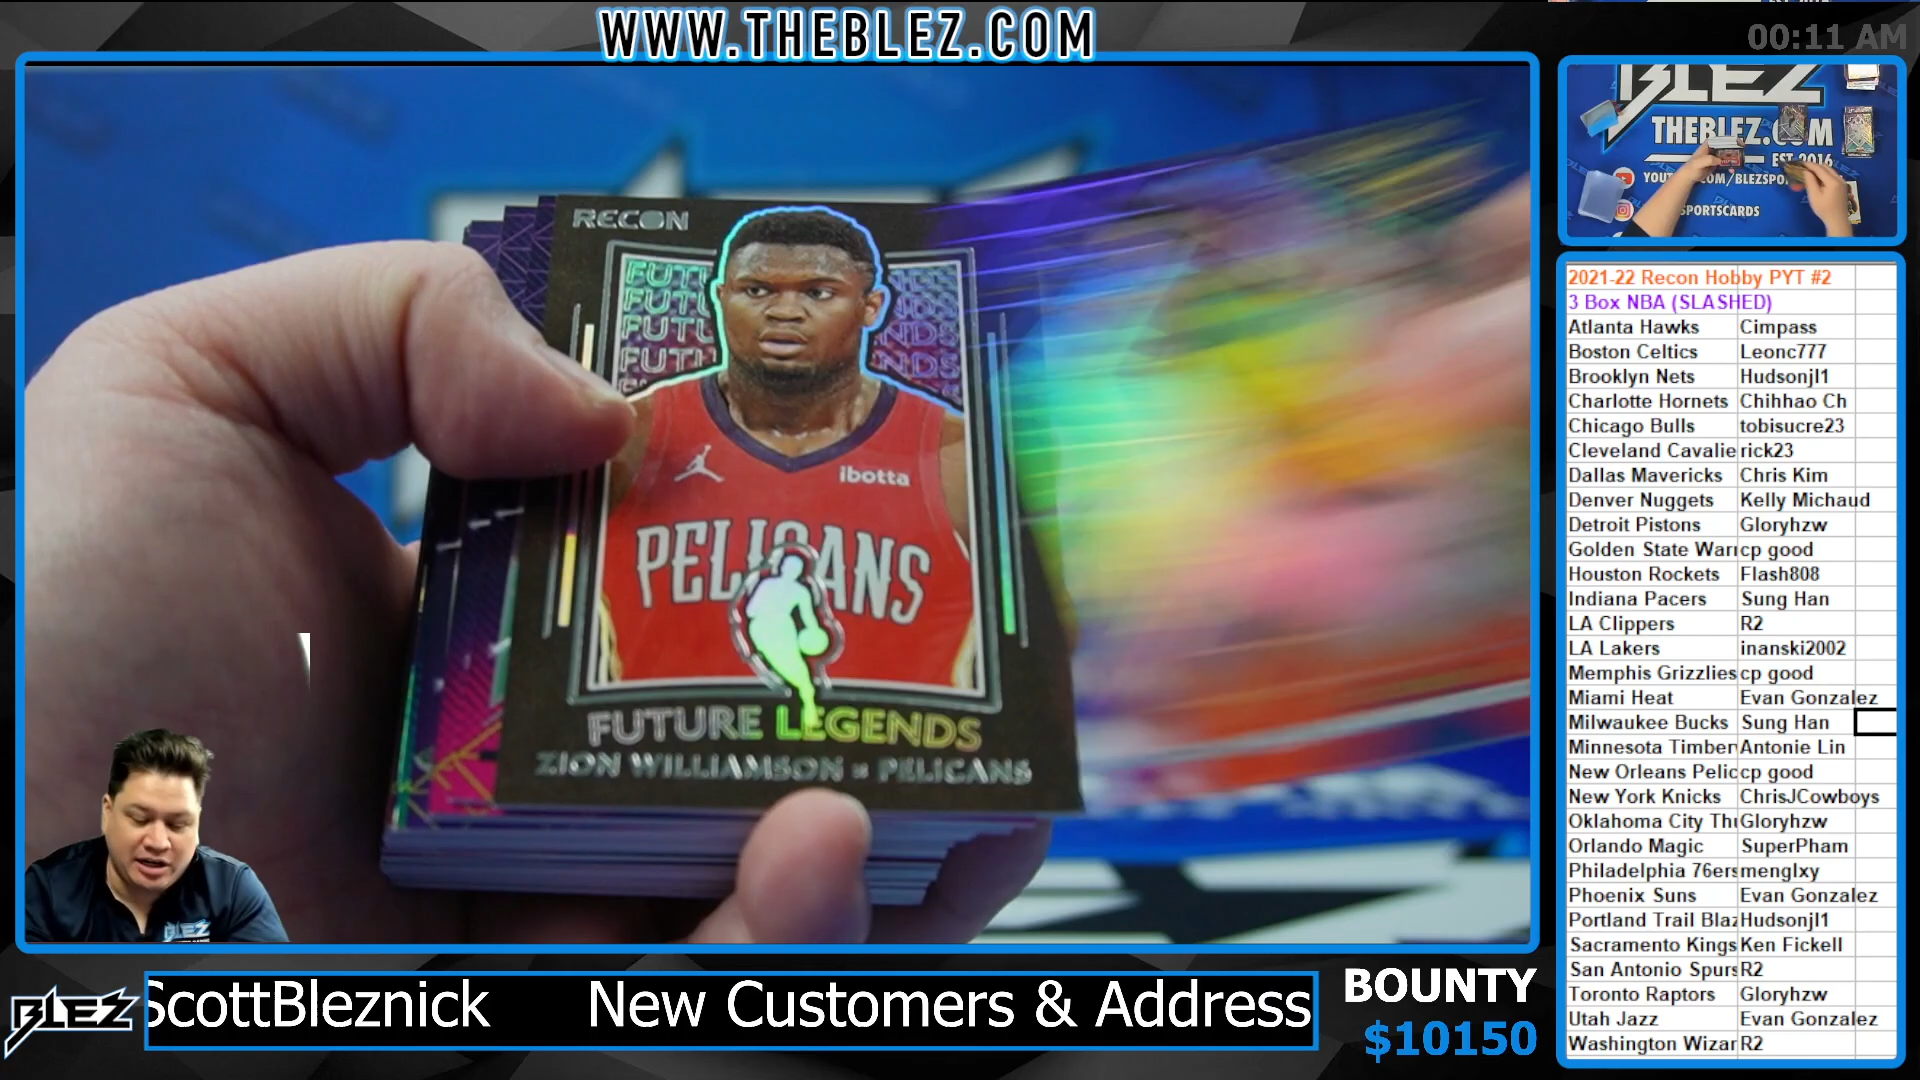 WWW.THEBLEZ.COM
00:11 AM
BLEZ
THEBLEZ.COM
EST 2016
SPORTSCARDS
RECON
ibotta
PELICANS
FUTURE LEGENDS
ZION WILLIAMSON PELICANS
2021-22 Recon Hobby PYT #2
3 Box NBA (SLASHED)
Atlanta Hawks Cimpass
Boston Celtics Leonc777
Brooklyn Nets Hudsonjl1
Charlotte Hornets Chihhao Ch
Chicago Bulls tobisucre23
Cleveland Cavalie rick23
Dallas Mavericks Chris Kim
Denver Nuggets Kelly Michaud
Detroit Pistons Gloryhzw
Golden State Warr cp good
Houston Rockets Flash808
Indiana Pacers Sung Han
LA Clippers R2
LA Lakers inanski2002
Memphis Grizzlies cp good
Miami Heat Evan Gonzalez
Milwaukee Bucks Sung Han
Minnesota Timber Antonie Lin
New Orleans Pelic cp good
New York Knicks ChrisJCowboys
Oklahoma City Thu Gloryhzw
Orlando Magic SuperPham
Philadelphia 76ers menglxy
Phoenix Suns Evan Gonzalez
Portland Trail Blaz Hudsonjl1
Sacramento Kings Ken Fickell
San Antonio Spurs R2
Toronto Raptors Gloryhzw
Utah Jazz Evan Gonzalez
Washington Wizar R2
BLEZ
ScottBleznick New Customers & Address
BOUNTY
$10150